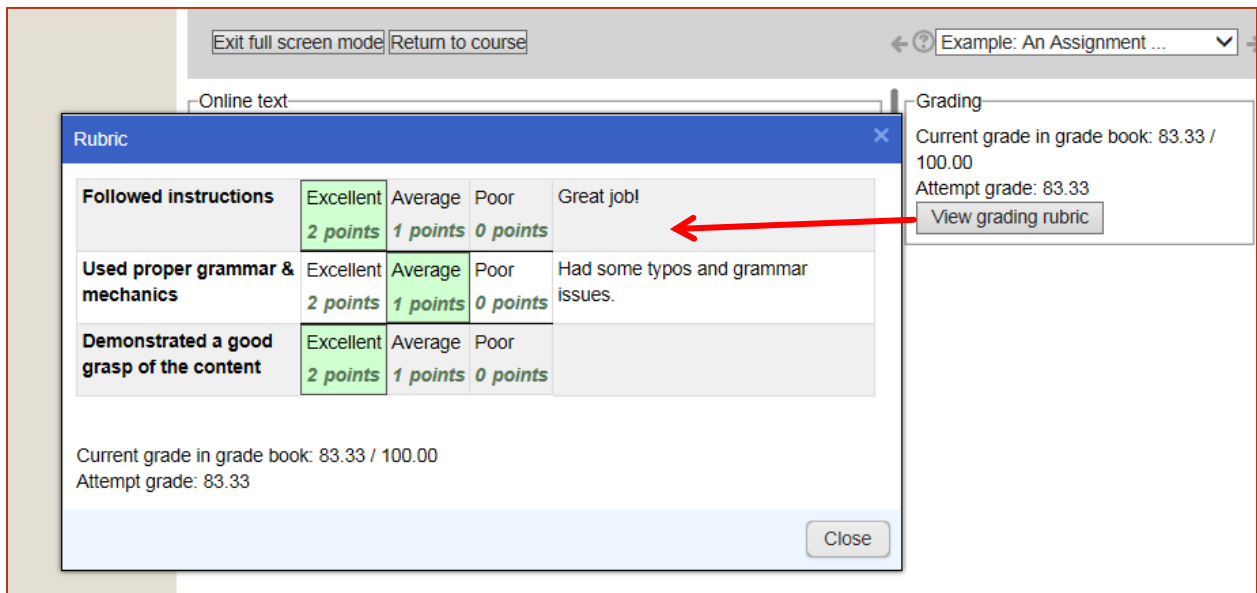 Exit full screen mode Return to course
Example: An Assignment ...
Online text
Grading
Current grade in grade book: 83.33 /
100.00
Attempt grade: 83.33
View grading rubric
Rubric
Followed instructions Excellent Average Poor Great job!
2 points 1 points 0 points
Used proper grammar & Excellent Average Poor Had some typos and grammar
mechanics 2 points 1 points 0 points issues.
Demonstrated a good Excellent Average Poor
grasp of the content 2 points 1 points 0 points
Current grade in grade book: 83.33 / 100.00
Attempt grade: 83.33
Close